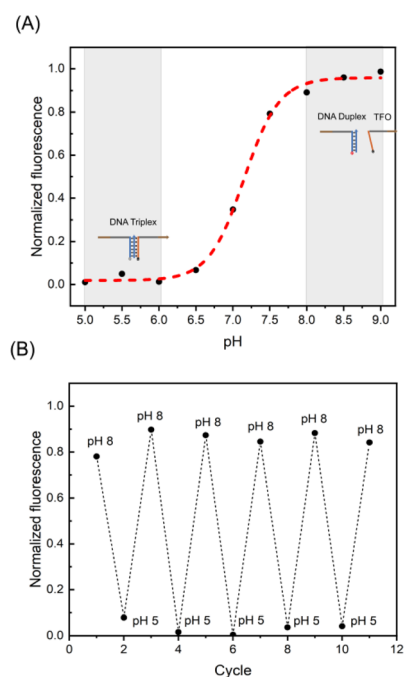 (A)
Normalized fluorescence
1.0
0.8
0.6
0.4
0.2
0.0
DNA Duplex TFO
DNA Triplex
5.0 5.5 6.0 6.5 7.0 7.5 8.0 8.5 9.0
pH
(B)
Normalized fluorescence
1.0
0.8
0.6
0.4
0.2
0.0
pH 8 pH 8 pH 8 pH 8 pH 8 pH 8
pH 5 pH 5 pH 5 pH 5 pH 5
0 2 4 6 8 10 12
Cycle